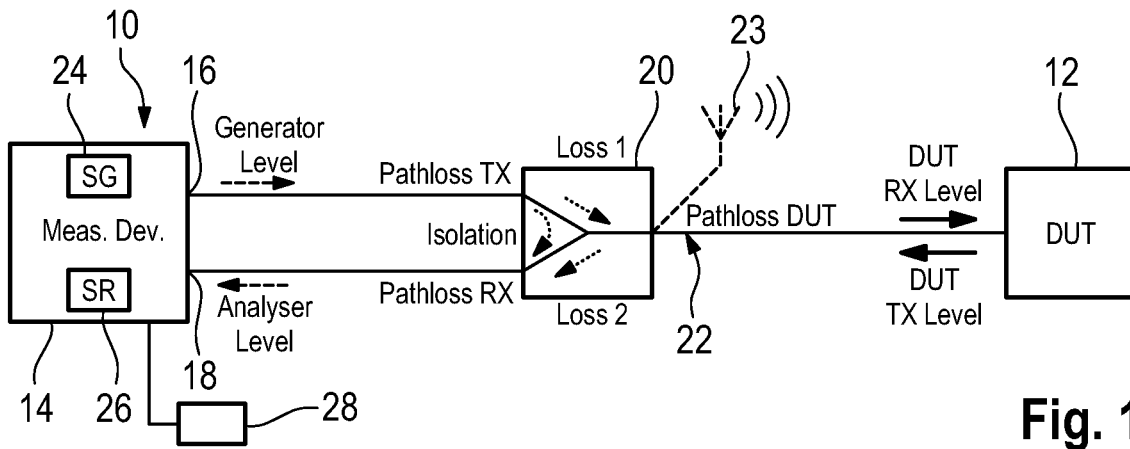 10
24
16
20
23
12
Generator
Level
Loss 1
SG
Pathloss TX
DUT
RX Level
Meas. Dev.
Isolation
Pathloss DUT
DUT
SR
Pathloss RX
Analyser
Level
Loss 2
DUT
TX Level
22
14
26
18
28
Fig. 1